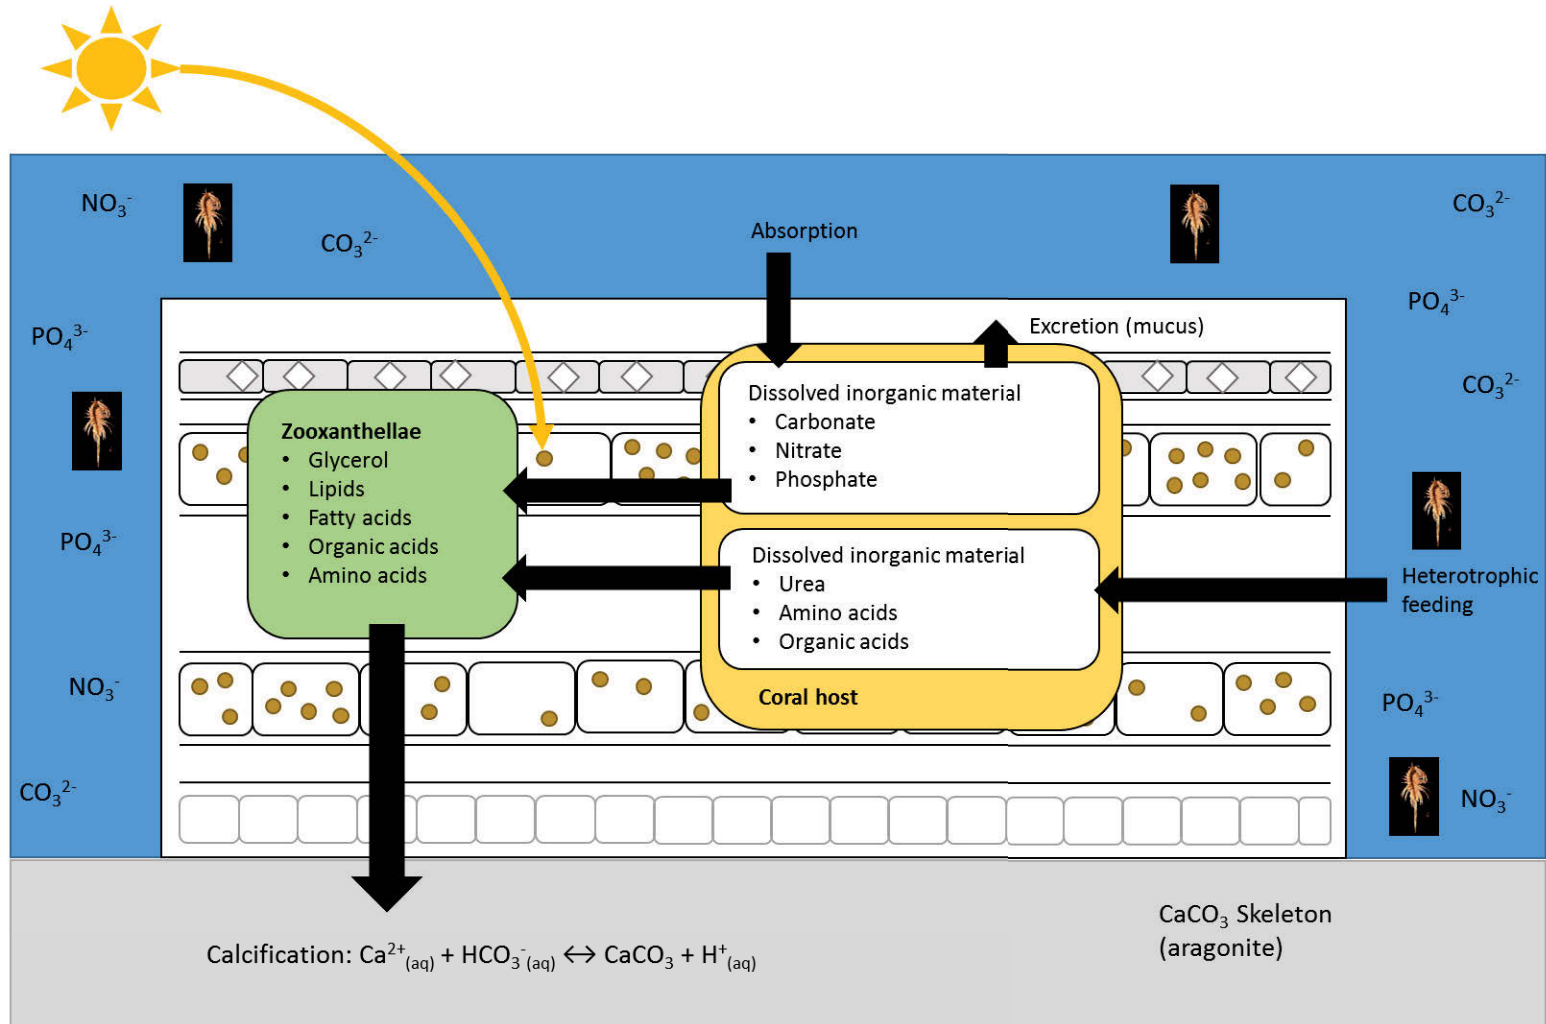 NO₃⁻
CO₃²⁻
CO₃²⁻
Absorption
PO₄³⁻
PO₄³⁻
Excretion (mucus)
CO₃²⁻
Dissolved inorganic material
• Carbonate
• Nitrate
• Phosphate
Zooxanthellae
• Glycerol
• Lipids
• Fatty acids
• Organic acids
• Amino acids
PO₄³⁻
Dissolved inorganic material
• Urea
• Amino acids
• Organic acids
Coral host
Heterotrophic
feeding
NO₃⁻
PO₄³⁻
CO₃²⁻
NO₃⁻
CaCO₃ Skeleton
(aragonite)
Calcification: Ca²⁺₍aq₎ + HCO₃⁻₍aq₎ ↔ CaCO₃ + H⁺₍aq₎